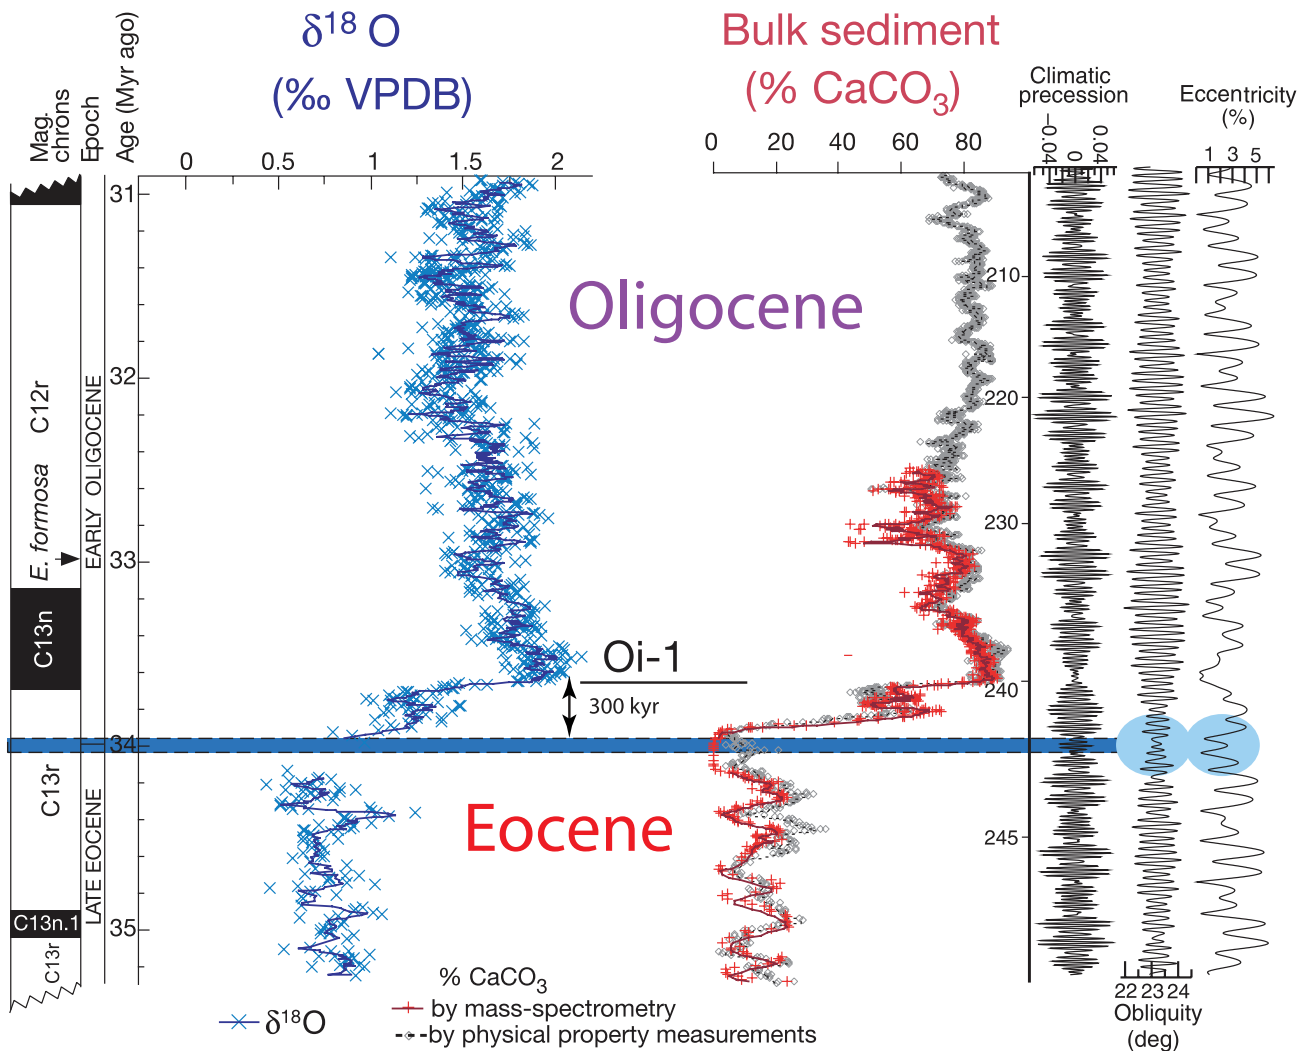 δ18 O
(‰ VPDB)
Bulk sediment
(% CaCO3)
Climatic
precession
Eccentricity
(%)
Mag.
chrons
Epoch
Age (Myr ago)
0 0.5 1 1.5 2
0 20 40 60 80
−0.04 0 0.04
1 3 5
31
32
33
34
35
210
220
230
240
245
Oligocene
C12r
E. formosa
EARLY OLIGOCENE
C13n
Oi-1
300 kyr
C13r
Eocene
LATE EOCENE
C13n.1
C13r
22 23 24
Obliquity
(deg)
% CaCO3
δ18O
by mass-spectrometry
by physical property measurements